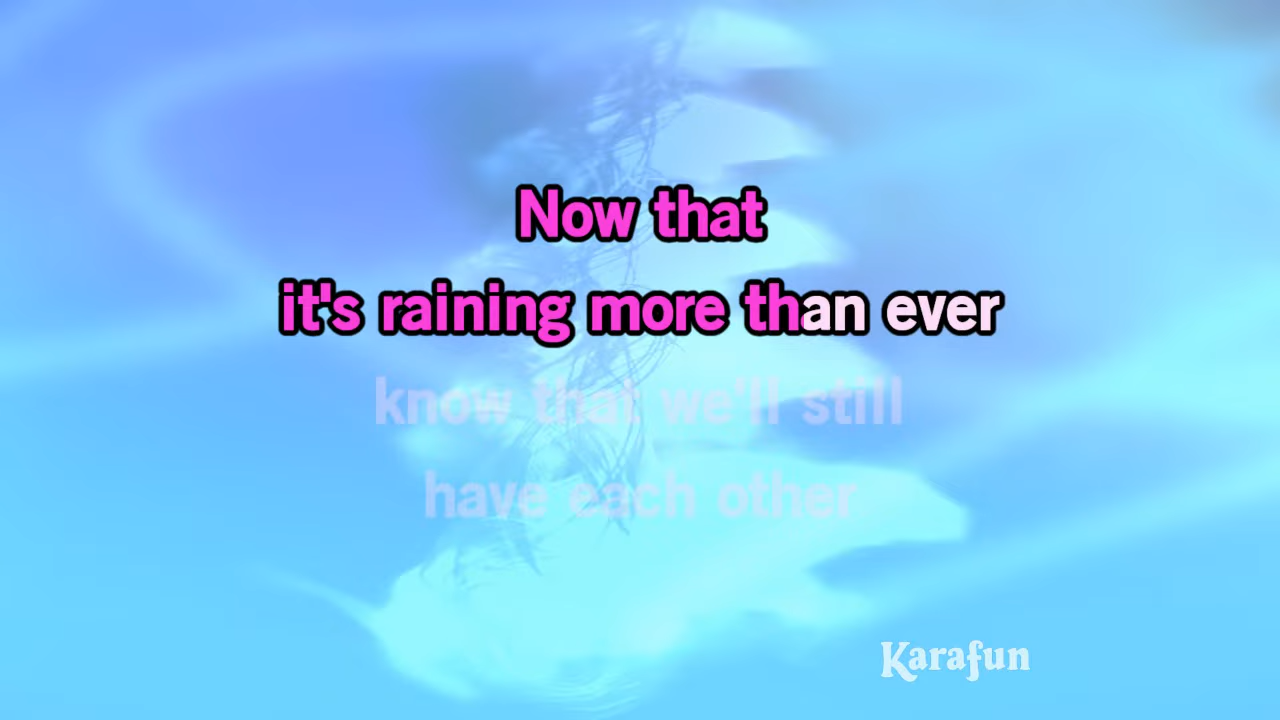 Now that
it's raining more than ever
know that we'll still
have each other
Karafun